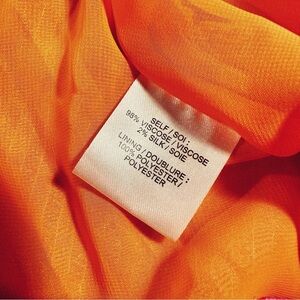 SELF / SOI :
98% VISCOSE / VISCOSE
2% SILK / SOIE
LINING / DOUBLURE :
100% POLYESTER /
POLYESTER